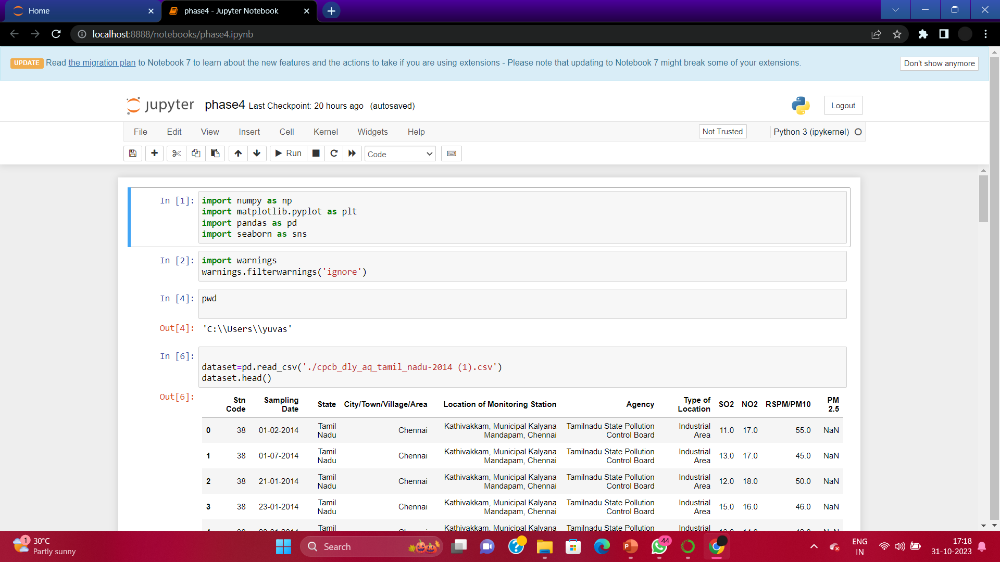 Home
phase4 - Jupyter Notebook
localhost:8888/notebooks/phase4.ipynb
UPDATE Read the migration plan to Notebook 7 to learn about the new features and the actions to take if you are using extensions - Please note that updating to Notebook 7 might break some of your extensions.
Don't show anymore
jupyter phase4 Last Checkpoint: 20 hours ago (autosaved)
Logout
File Edit View Insert Cell Kernel Widgets Help
Not Trusted
Python 3 (ipykernel)
Run
Code
In [1]: import numpy as np
import matplotlib.pyplot as plt
import pandas as pd
import seaborn as sns
In [2]: import warnings
warnings.filterwarnings('ignore')
In [4]: pwd
Out[4]: 'C:\\Users\\yuvas'
In [6]:
dataset=pd.read_csv('./cpcb_dly_aq_tamil_nadu-2014 (1).csv')
dataset.head()
Out[6]:
Stn Code Sampling Date State City/Town/Village/Area Location of Monitoring Station Agency Type of Location SO2 NO2 RSPM/PM10 PM 2.5
0 38 01-02-2014 Tamil Nadu Chennai Kathivakkam, Municipal Kalyana Mandapam, Chennai Tamilnadu State Pollution Control Board Industrial Area 11.0 17.0 55.0 NaN
1 38 01-07-2014 Tamil Nadu Chennai Kathivakkam, Municipal Kalyana Mandapam, Chennai Tamilnadu State Pollution Control Board Industrial Area 13.0 17.0 45.0 NaN
2 38 21-01-2014 Tamil Nadu Chennai Kathivakkam, Municipal Kalyana Mandapam, Chennai Tamilnadu State Pollution Control Board Industrial Area 12.0 18.0 50.0 NaN
3 38 23-01-2014 Tamil Nadu Chennai Kathivakkam, Municipal Kalyana Mandapam, Chennai Tamilnadu State Pollution Control Board Industrial Area 15.0 16.0 46.0 NaN
Tamil Kathivakkam, Municipal Kalyana Tamilnadu State Pollution Industrial
1
30°C
Partly sunny
Search
44
ENG
IN
17:18
31-10-2023